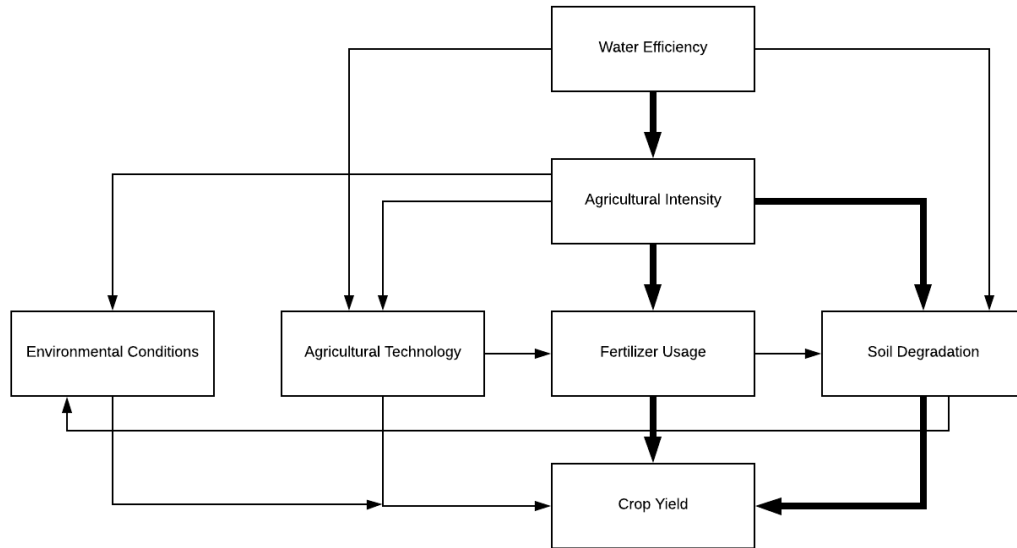 Water Efficiency
Agricultural Intensity
Environmental Conditions
Agricultural Technology
Fertilizer Usage
Soil Degradation
Crop Yield